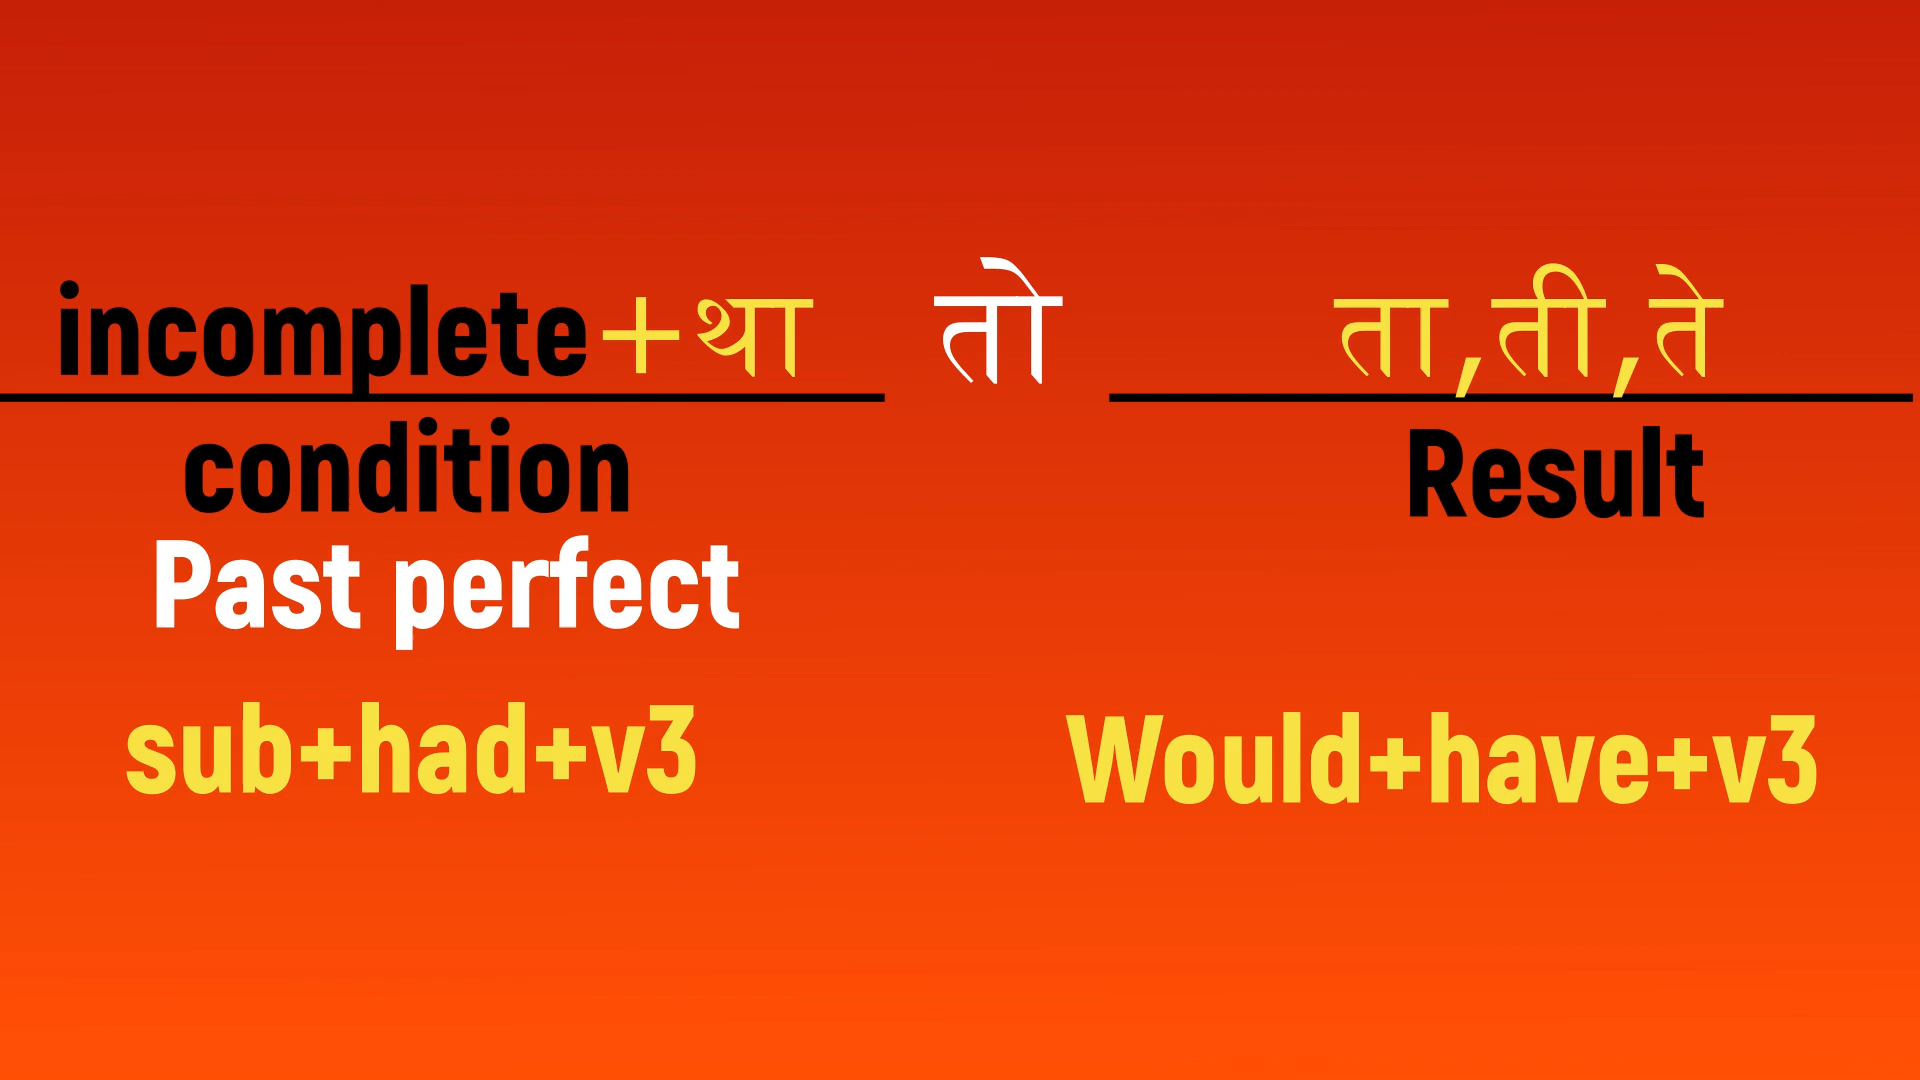 incomplete+था तो ता,ती,ते
condition Result
Past perfect
sub+had+v3 Would+have+v3